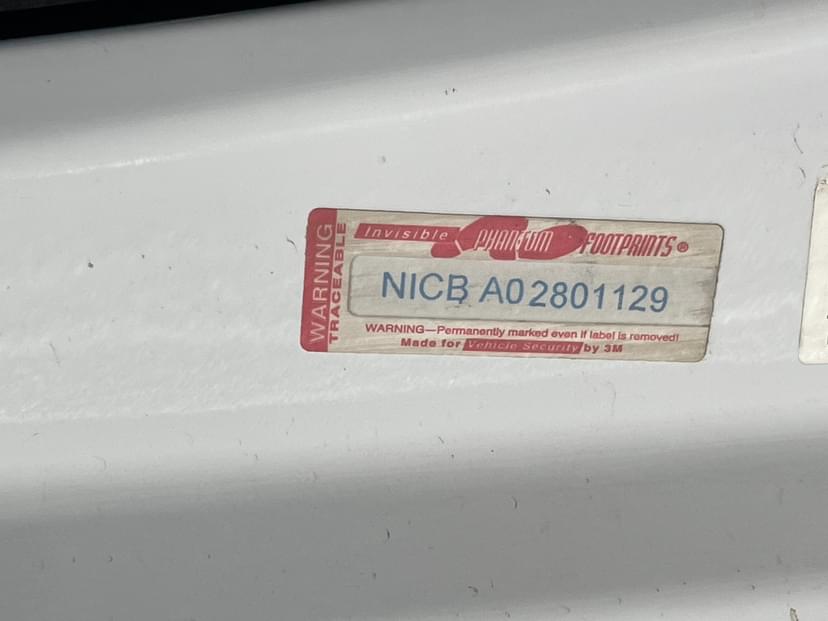 WARNING
TRACEABLE
Invisible PHANTOM FOOTPRINTS®
NICB A02801129
WARNING—Permanently marked even if label is removed!
Made for Vehicle Security by 3M